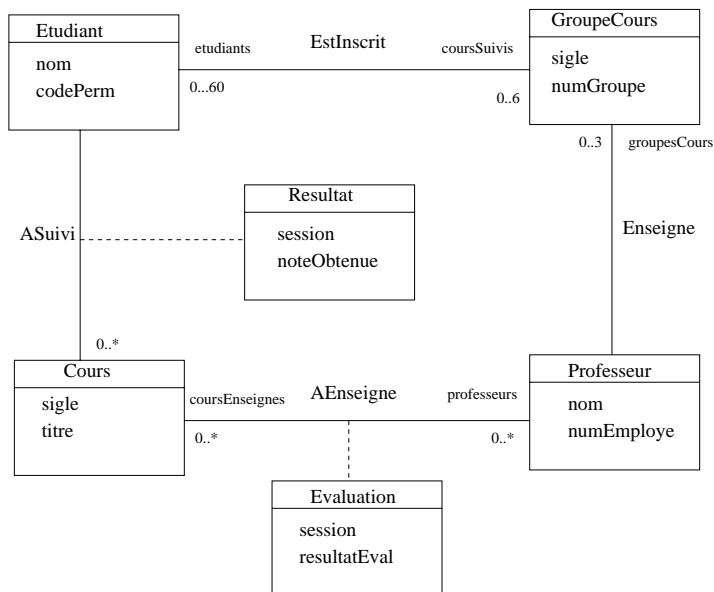 Etudiant
nom
codePerm
etudiants
EstInscrit
coursSuivis
0...60
0..6
GroupeCours
sigle
numGroupe
0..3
groupesCours
Resultat
session
noteObtenue
ASuivi
Enseigne
0..*
Cours
sigle
titre
coursEnseignes
AEnseigne
professeurs
0..*
0..*
Professeur
nom
numEmploye
Evaluation
session
resultatEval